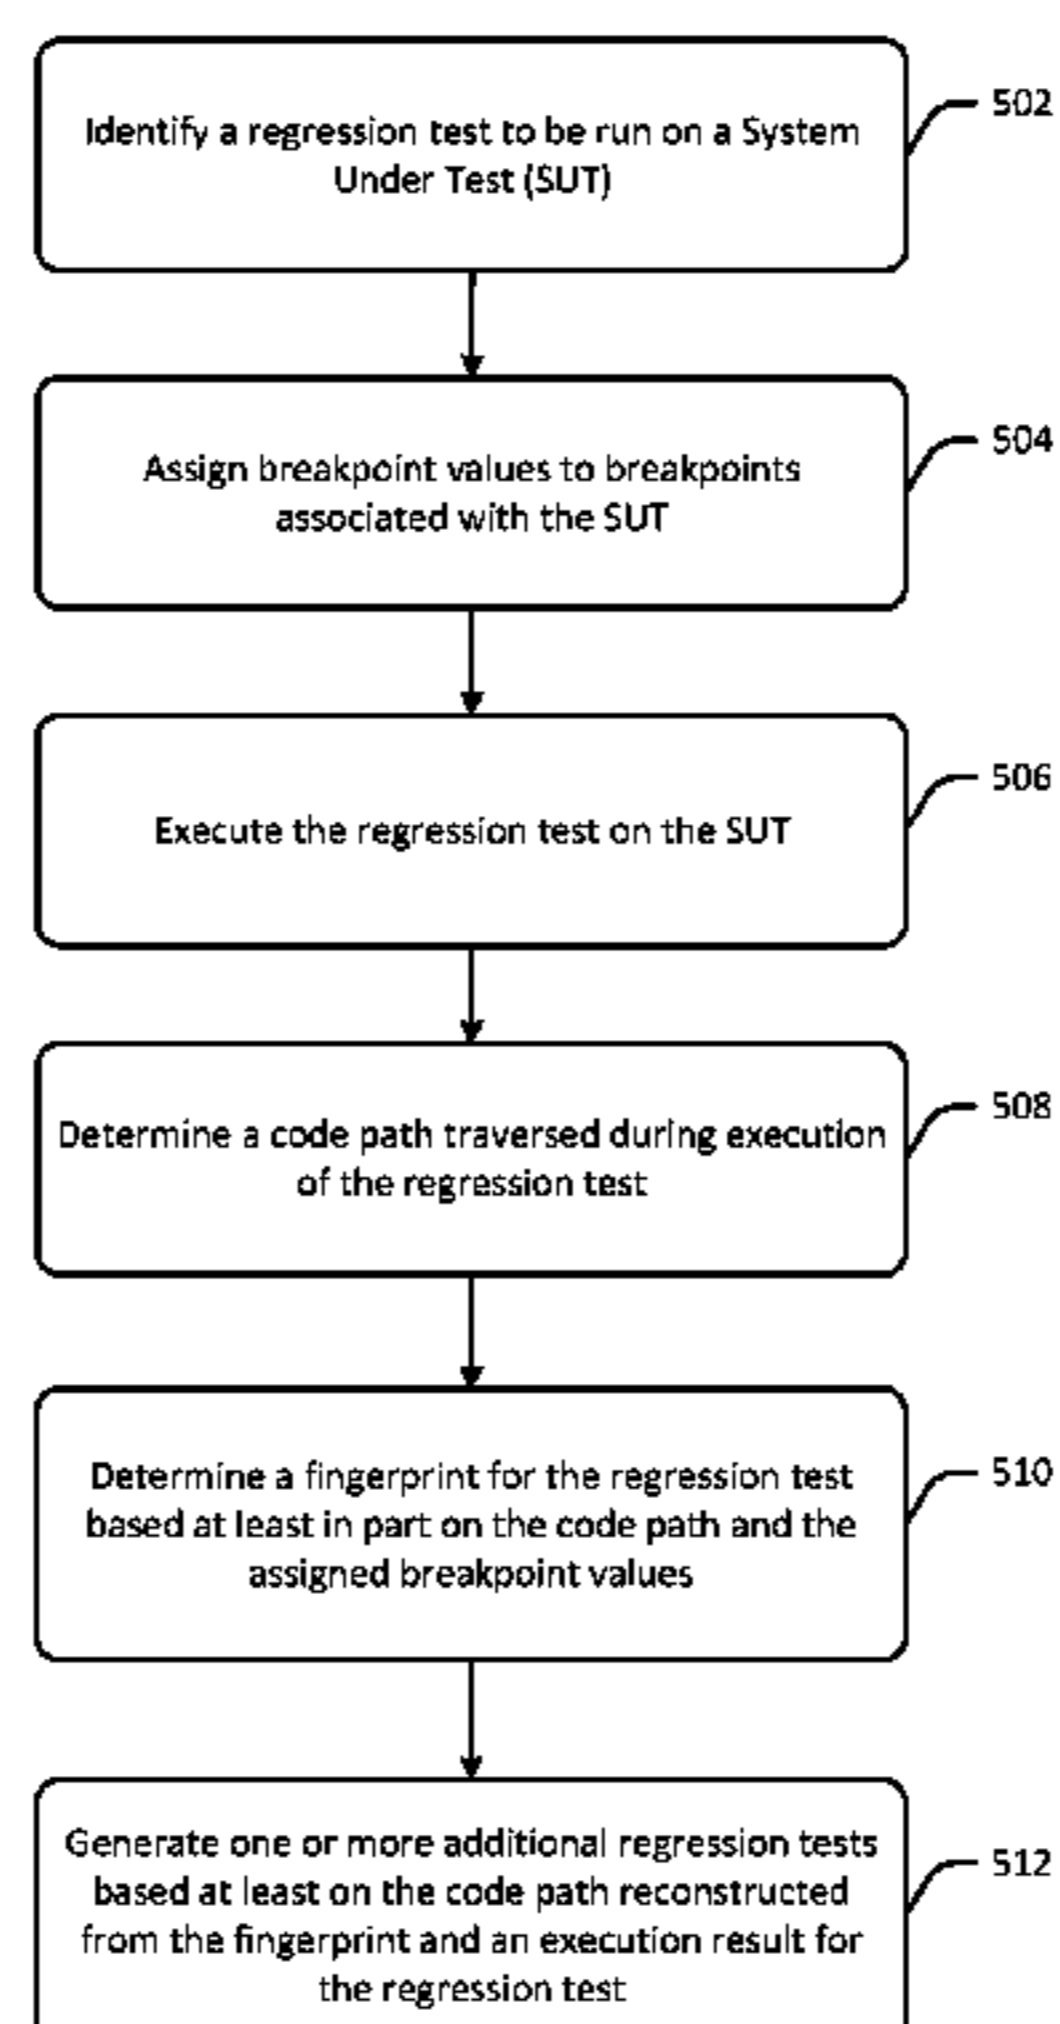 Identify a regression test to be run on a System
Under Test (SUT)
502
Assign breakpoint values to breakpoints
associated with the SUT
504
Execute the regression test on the SUT
506
Determine a code path traversed during execution
of the regression test
508
Determine a fingerprint for the regression test
based at least in part on the code path and the
assigned breakpoint values
510
Generate one or more additional regression tests
based at least on the code path reconstructed
from the fingerprint and an execution result for
the regression test
512